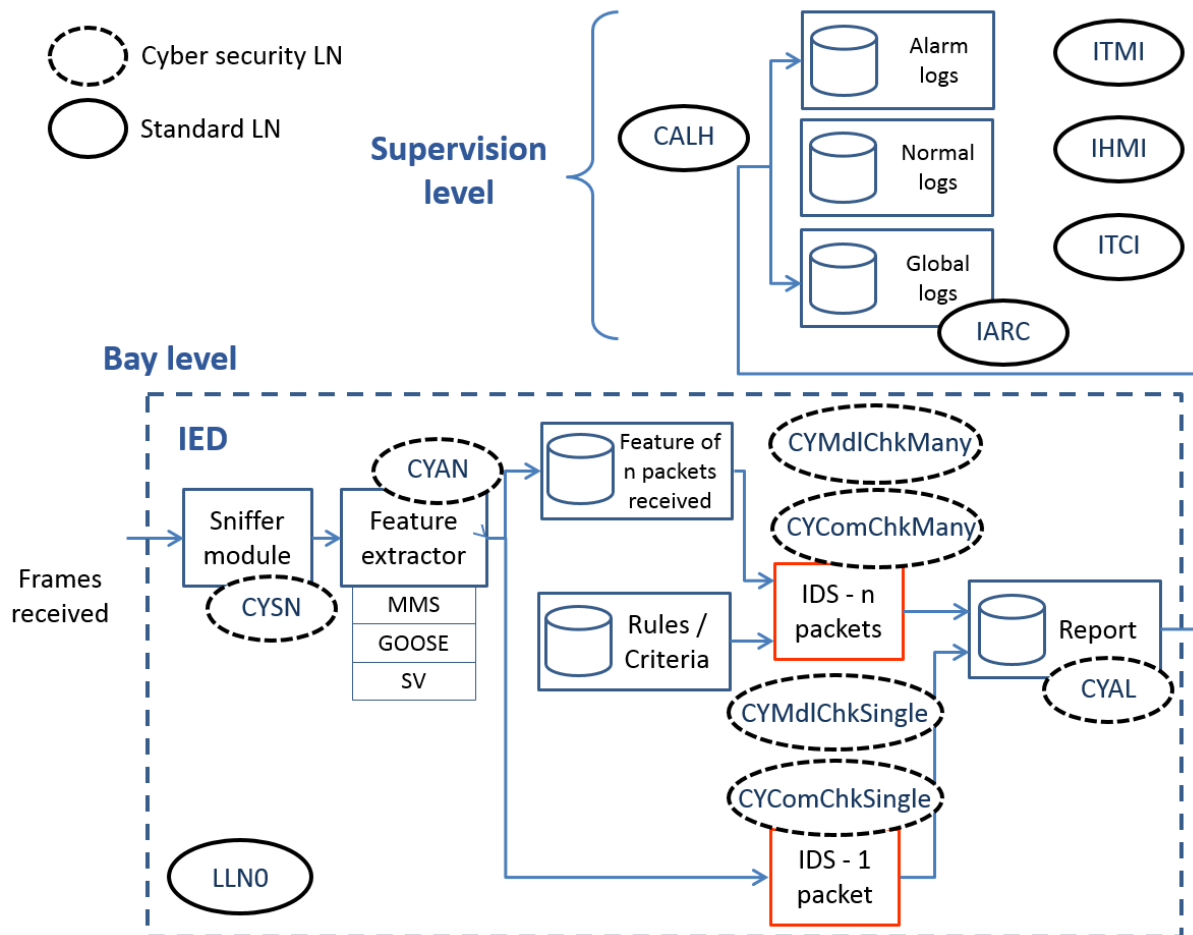 Cyber security LN
Standard LN
Supervision
level
CALH
Alarm
logs
Normal
logs
Global
logs
IARC
ITMI
IHMI
ITCI
Bay level
IED
Frames
received
Sniffer
module
CYSN
CYAN
Feature
extractor
MMS
GOOSE
SV
Feature of
n packets
received
Rules /
Criteria
CYMdlChkMany
CYComChkMany
IDS - n
packets
CYMdlChkSingle
CYComChkSingle
IDS - 1
packet
Report
CYAL
LLN0